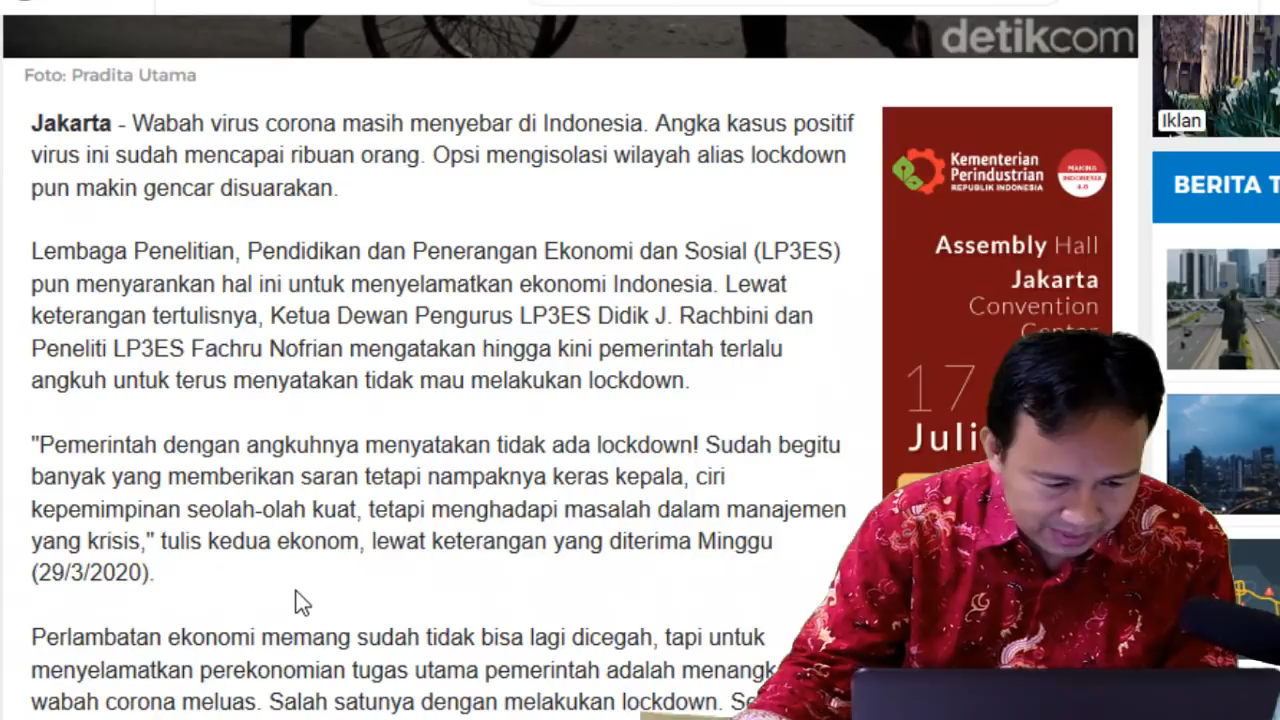 detikcom
Foto: Pradita Utama
Jakarta - Wabah virus corona masih menyebar di Indonesia. Angka kasus positif
virus ini sudah mencapai ribuan orang. Opsi mengisolasi wilayah alias lockdown
pun makin gencar disuarakan.
Lembaga Penelitian, Pendidikan dan Penerangan Ekonomi dan Sosial (LP3ES)
pun menyarankan hal ini untuk menyelamatkan ekonomi Indonesia. Lewat
keterangan tertulisnya, Ketua Dewan Pengurus LP3ES Didik J. Rachbini dan
Peneliti LP3ES Fachru Nofrian mengatakan hingga kini pemerintah terlalu
angkuh untuk terus menyatakan tidak mau melakukan lockdown.
"Pemerintah dengan angkuhnya menyatakan tidak ada lockdown! Sudah begitu
banyak yang memberikan saran tetapi nampaknya keras kepala, ciri
kepemimpinan seolah-olah kuat, tetapi menghadapi masalah dalam manajemen
yang krisis," tulis kedua ekonom, lewat keterangan yang diterima Minggu
(29/3/2020).
Perlambatan ekonomi memang sudah tidak bisa lagi dicegah, tapi untuk
menyelamatkan perekonomian tugas utama pemerintah adalah menangk
wabah corona meluas. Salah satunya dengan melakukan lockdown.
Kementerian
Perindustrian
REPUBLIK INDONESIA
MAKING
INDONESIA
4.0
Assembly Hall
Jakarta
Convention
Center
17
Juli
Iklan
BERITA T